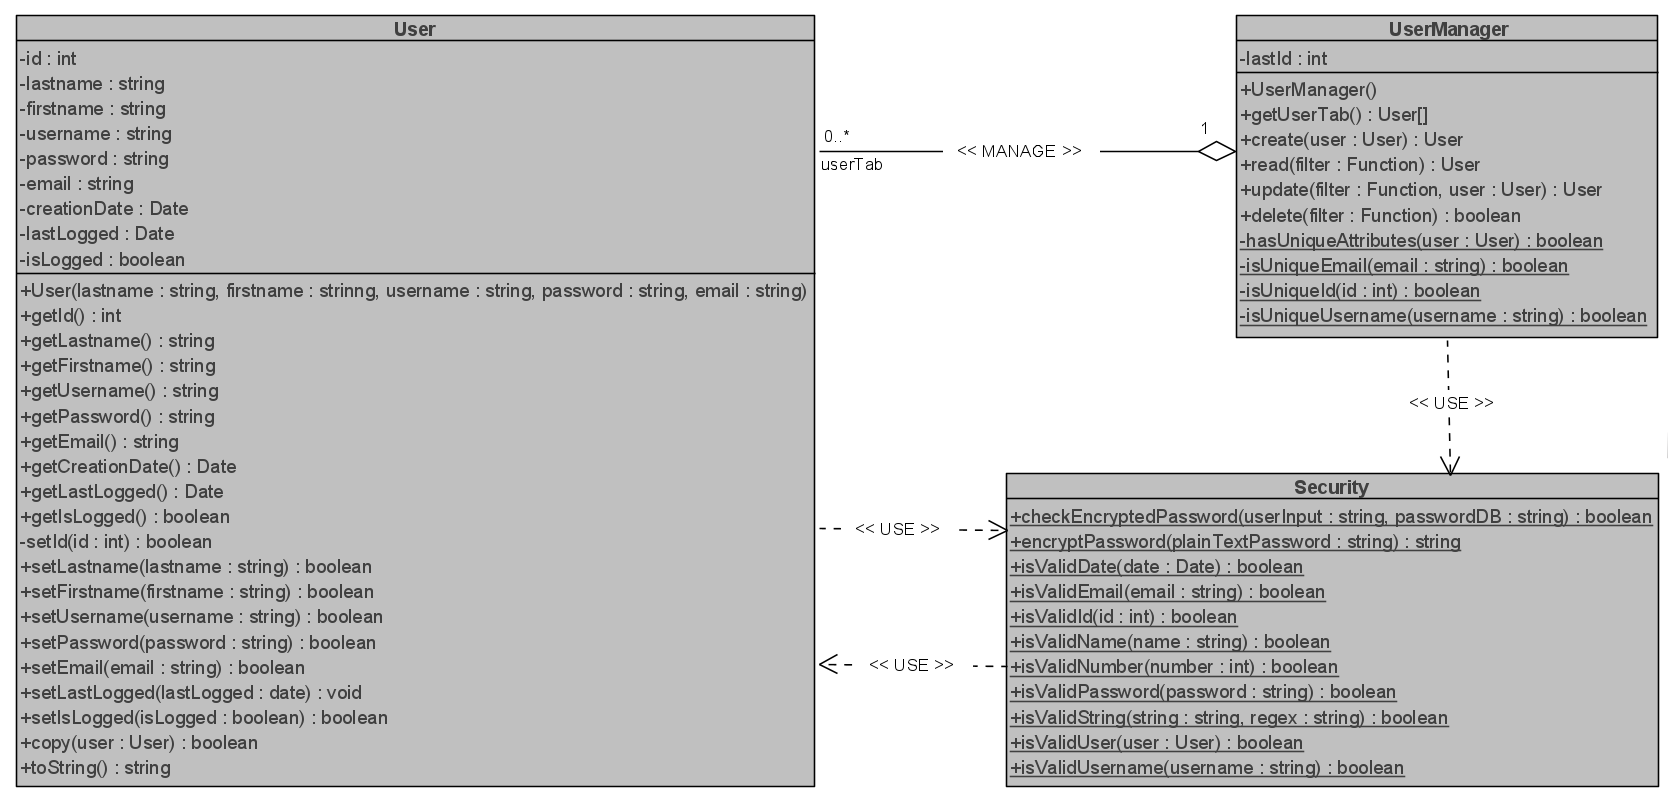 User
-id : int
-lastname : string
-firstname : string
-username : string
-password : string
-email : string
-creationDate : Date
-lastLogged : Date
-isLogged : boolean
+User(lastname : string, firstname : strinng, username : string, password : string, email : string)
+getId() : int
+getLastname() : string
+getFirstname() : string
+getUsername() : string
+getPassword() : string
+getEmail() : string
+getCreationDate() : Date
+getLastLogged() : Date
+getIsLogged() : boolean
-setId(id : int) : boolean
+setLastname(lastname : string) : boolean
+setFirstname(firstname : string) : boolean
+setUsername(username : string) : boolean
+setPassword(password : string) : boolean
+setEmail(email : string) : boolean
+setLastLogged(lastLogged : date) : void
+setIsLogged(isLogged : boolean) : boolean
+copy(user : User) : boolean
+toString() : string
0..*
userTab
<< MANAGE >>
1
UserManager
-lastId : int
+UserManager()
+getUserTab() : User[]
+create(user : User) : User
+read(filter : Function) : User
+update(filter : Function, user : User) : User
+delete(filter : Function) : boolean
-hasUniqueAttributes(user : User) : boolean
-isUniqueEmail(email : string) : boolean
-isUniqueId(id : int) : boolean
-isUniqueUsername(username : string) : boolean
<< USE >>
<< USE >>
<< USE >>
Security
+checkEncryptedPassword(userInput : string, passwordDB : string) : boolean
+encryptPassword(plainTextPassword : string) : string
+isValidDate(date : Date) : boolean
+isValidEmail(email : string) : boolean
+isValidId(id : int) : boolean
+isValidName(name : string) : boolean
+isValidNumber(number : int) : boolean
+isValidPassword(password : string) : boolean
+isValidString(string : string, regex : string) : boolean
+isValidUser(user : User) : boolean
+isValidUsername(username : string) : boolean